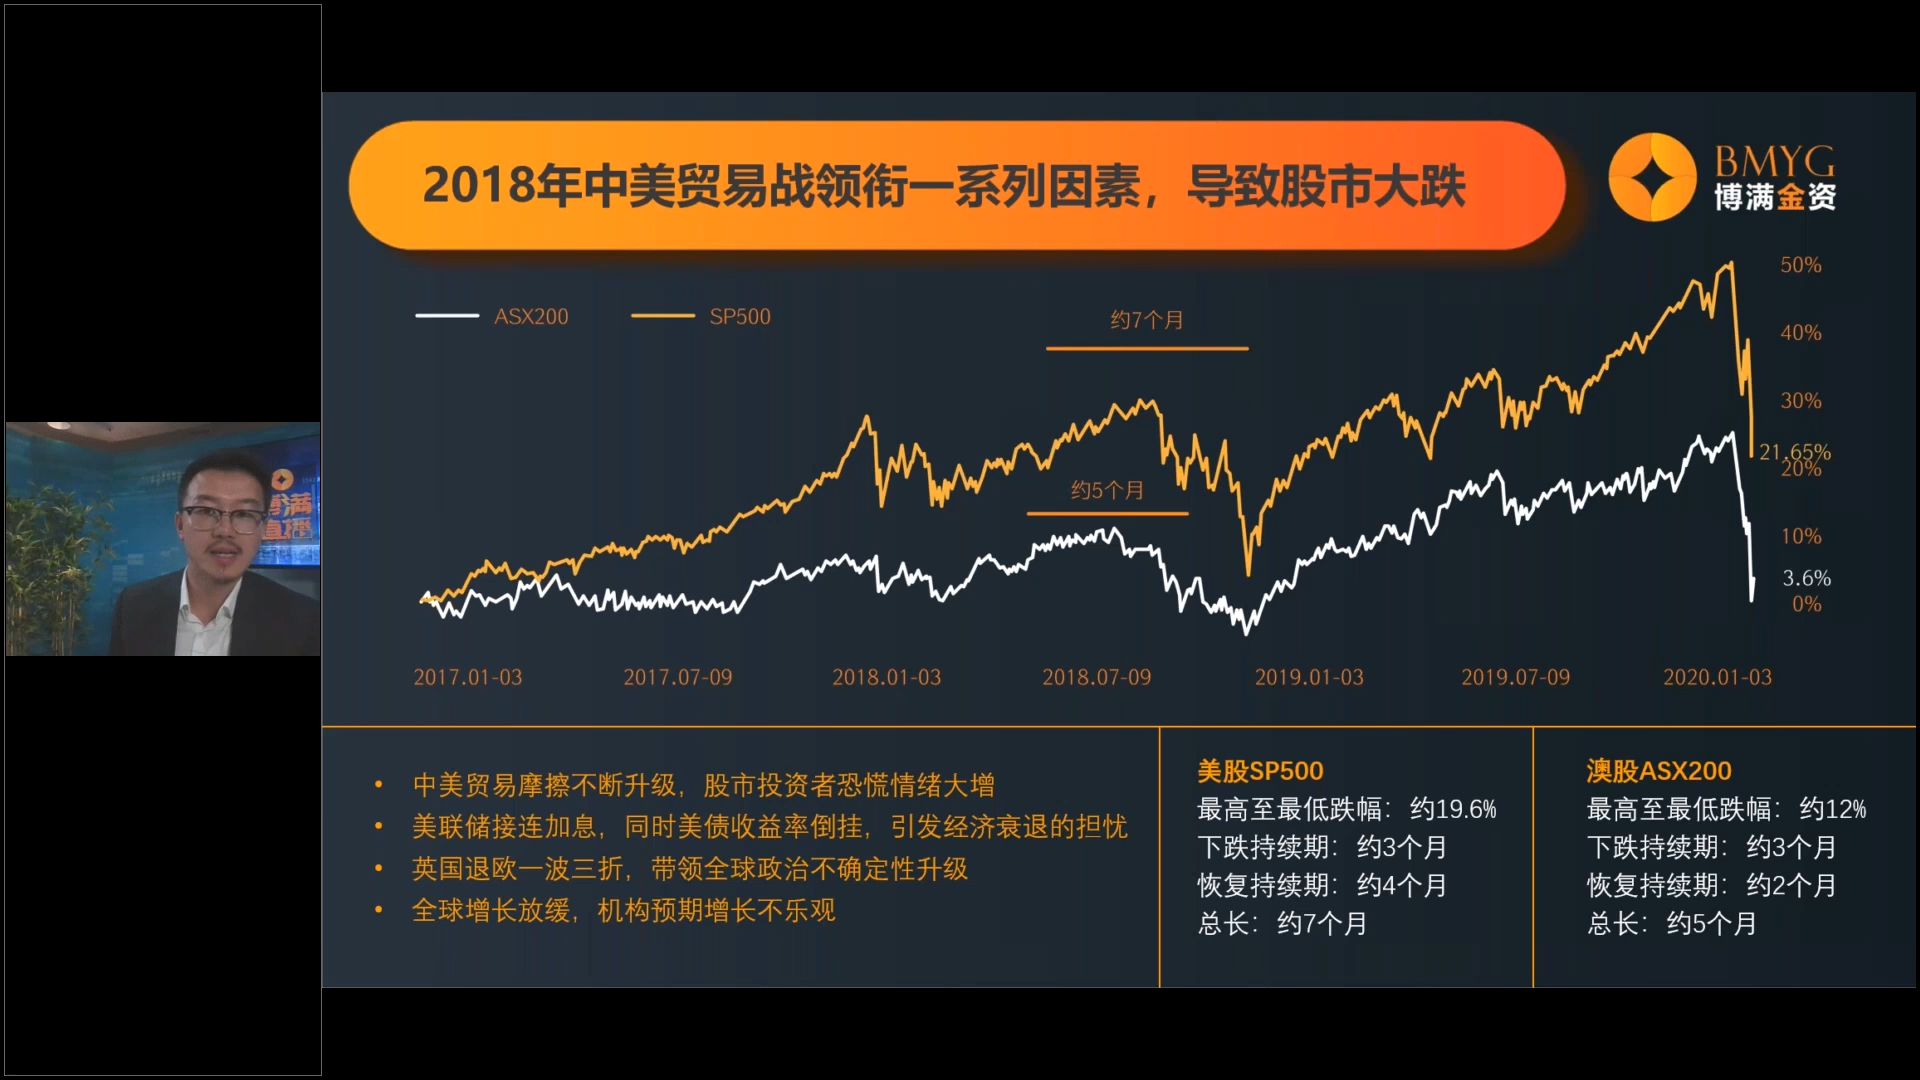 2018年中美贸易战领衔一系列因素，导致股市大跌
BMYG
博满金资
ASX200
SP500
约7个月
约5个月
50%
40%
30%
21.65%
20%
10%
3.6%
0%
2017.01-03
2017.07-09
2018.01-03
2018.07-09
2019.01-03
2019.07-09
2020.01-03
博满
直播
• 中美贸易摩擦不断升级，股市投资者恐慌情绪大增
• 美联储接连加息，同时美债收益率倒挂，引发经济衰退的担忧
• 英国退欧一波三折，带领全球政治不确定性升级
• 全球增长放缓，机构预期增长不乐观
美股SP500
最高至最低跌幅：约19.6%
下跌持续期：约3个月
恢复持续期：约4个月
总长：约7个月
澳股ASX200
最高至最低跌幅：约12%
下跌持续期：约3个月
恢复持续期：约2个月
总长：约5个月